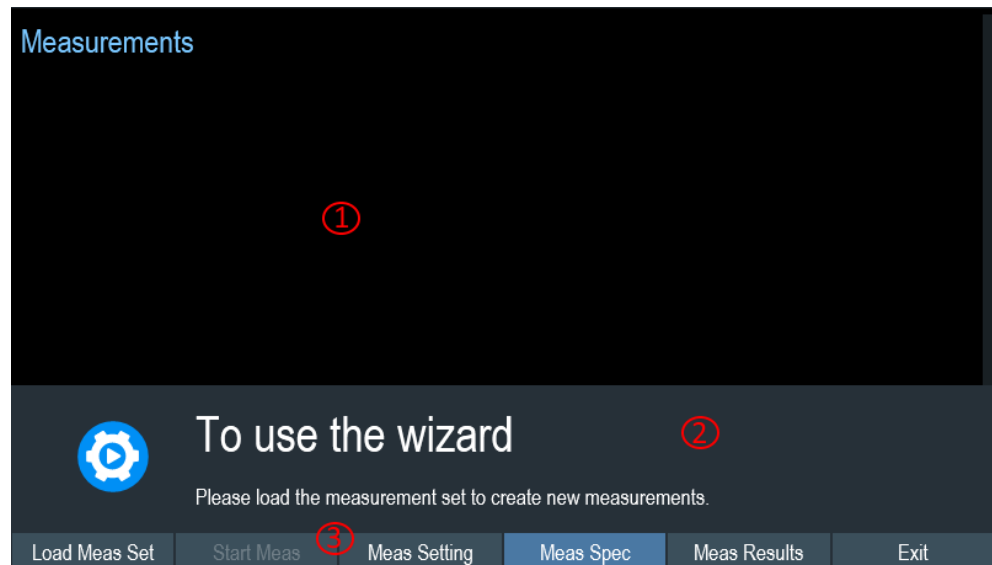 Measurements
①
To use the wizard
②
Please load the measurement set to create new measurements.
③
Load Meas Set Start Meas Meas Setting Meas Spec Meas Results Exit